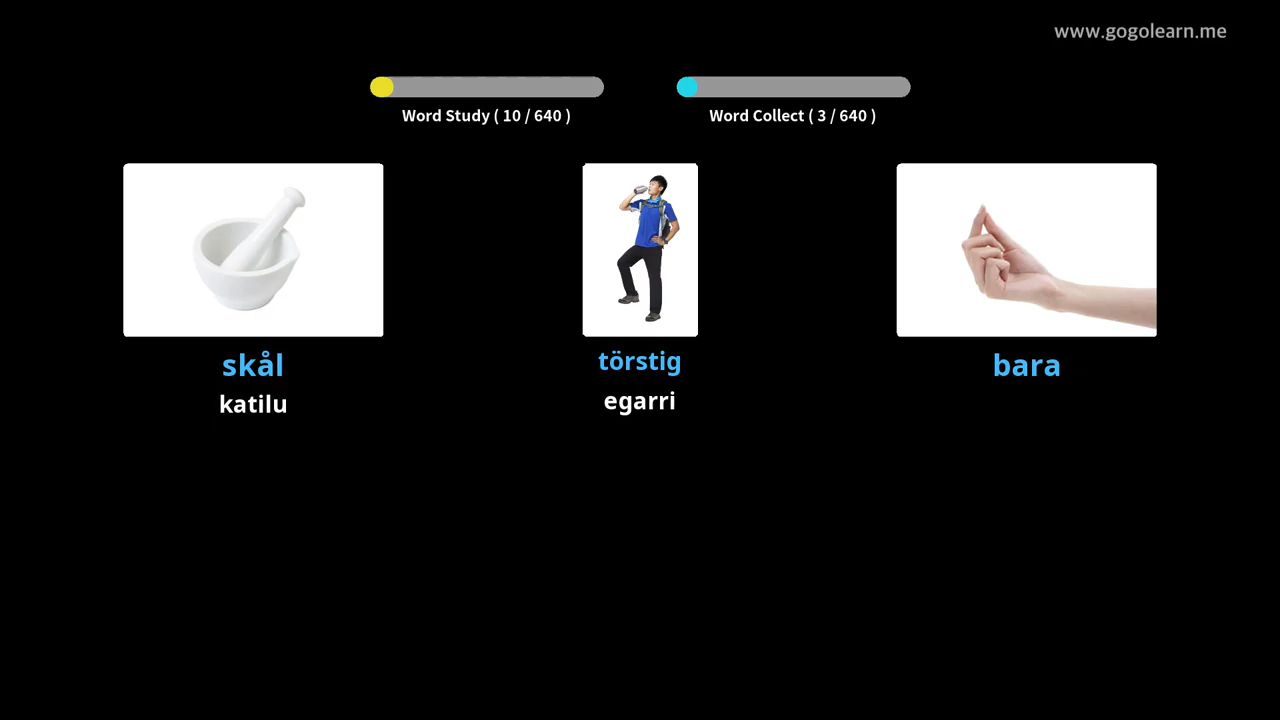 www.gogolearn.me
Word Study ( 10 / 640 )
Word Collect ( 3 / 640 )
skål
törstig
bara
katilu
egarri